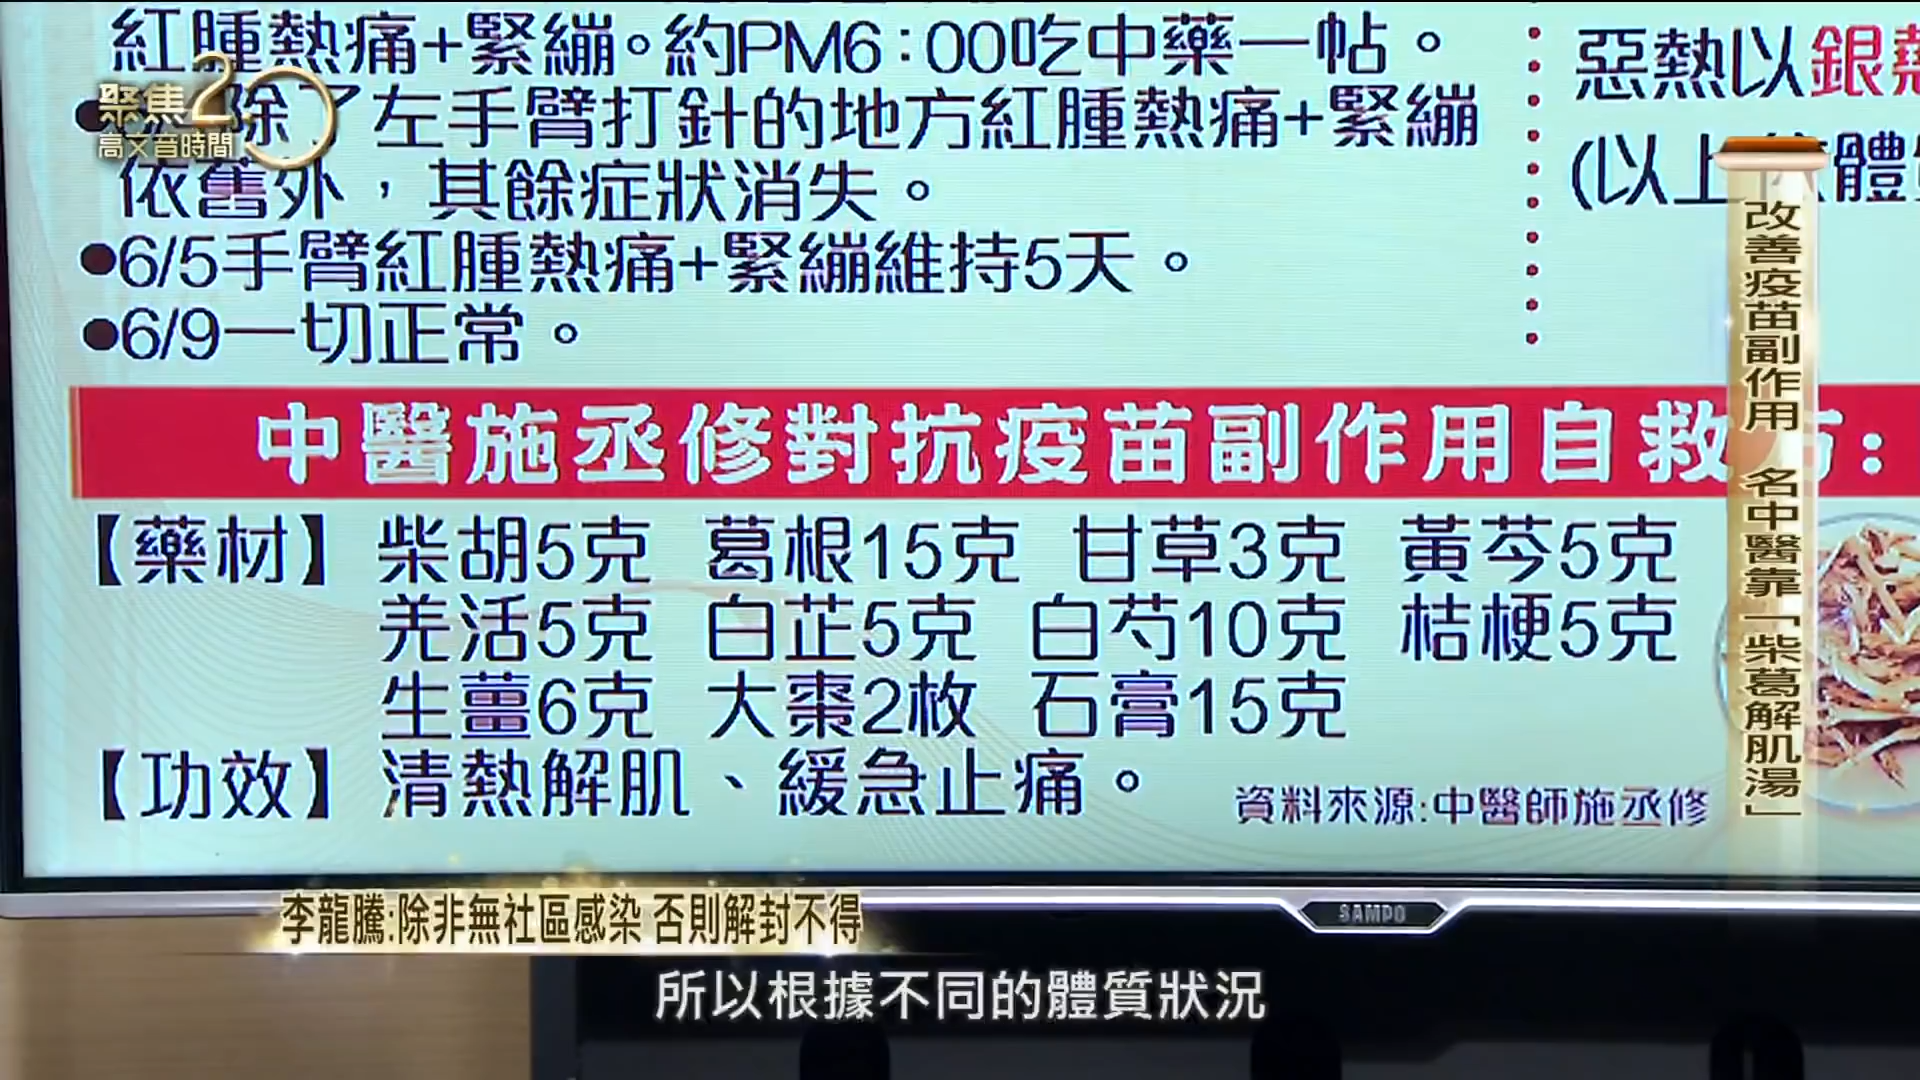 紅腫熱痛+緊繃。約PM6:00吃中藥一帖。
除了左手臂打針的地方紅腫熱痛+緊繃
依舊外,其餘症狀消失。
●6/5手臂紅腫熱痛+緊繃維持5天。
●6/9一切正常。
惡熱以銀
(以上 體
聚焦2.0
高音時間
中醫施丞修對抗疫苗副作用自救方:
【藥材】柴胡5克 葛根15克 甘草3克 黃芩5克
羌活5克 白芷5克 白芍10克 桔梗5克
生薑6克 大棗2枚 石膏15克
【功效】清熱解肌、緩急止痛。
資料來源:中醫師施丞修
改善疫苗副作用 名中醫靠「柴葛解肌湯」
SAMPO
李龍騰:除非無社區感染 否則解封不得
所以根據不同的體質狀況